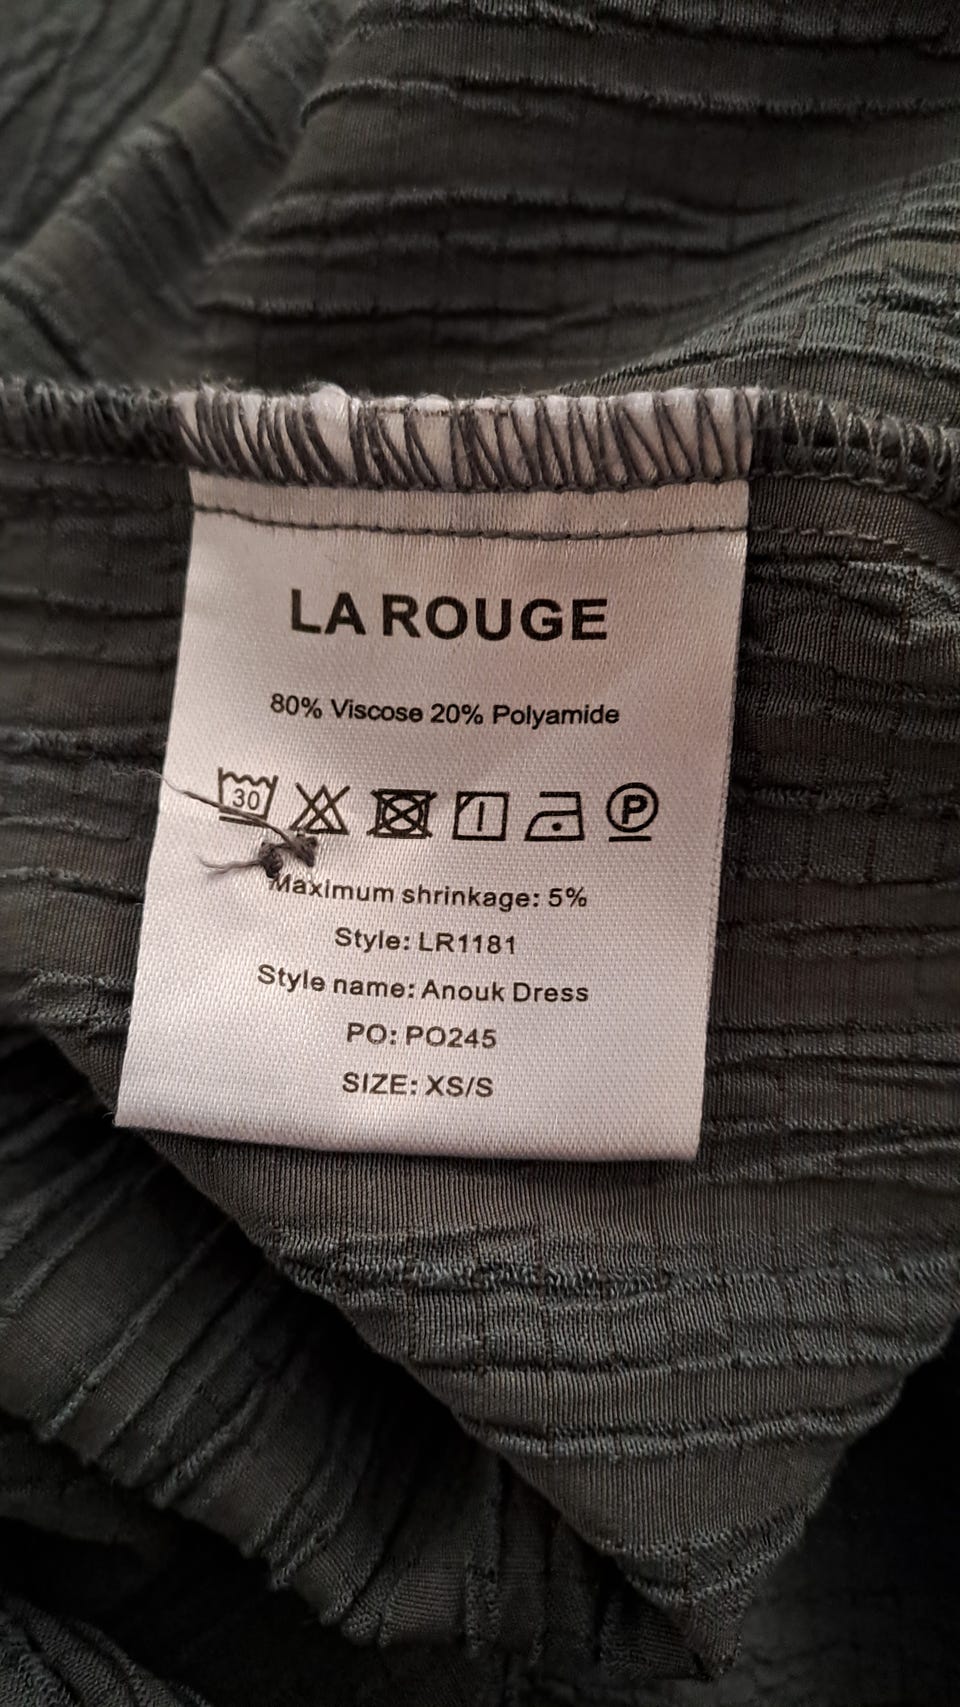 LA ROUGE
80% Viscose 20% Polyamide
30 P
Maximum shrinkage: 5%
Style: LR1181
Style name: Anouk Dress
PO: PO245
SIZE: XS/S